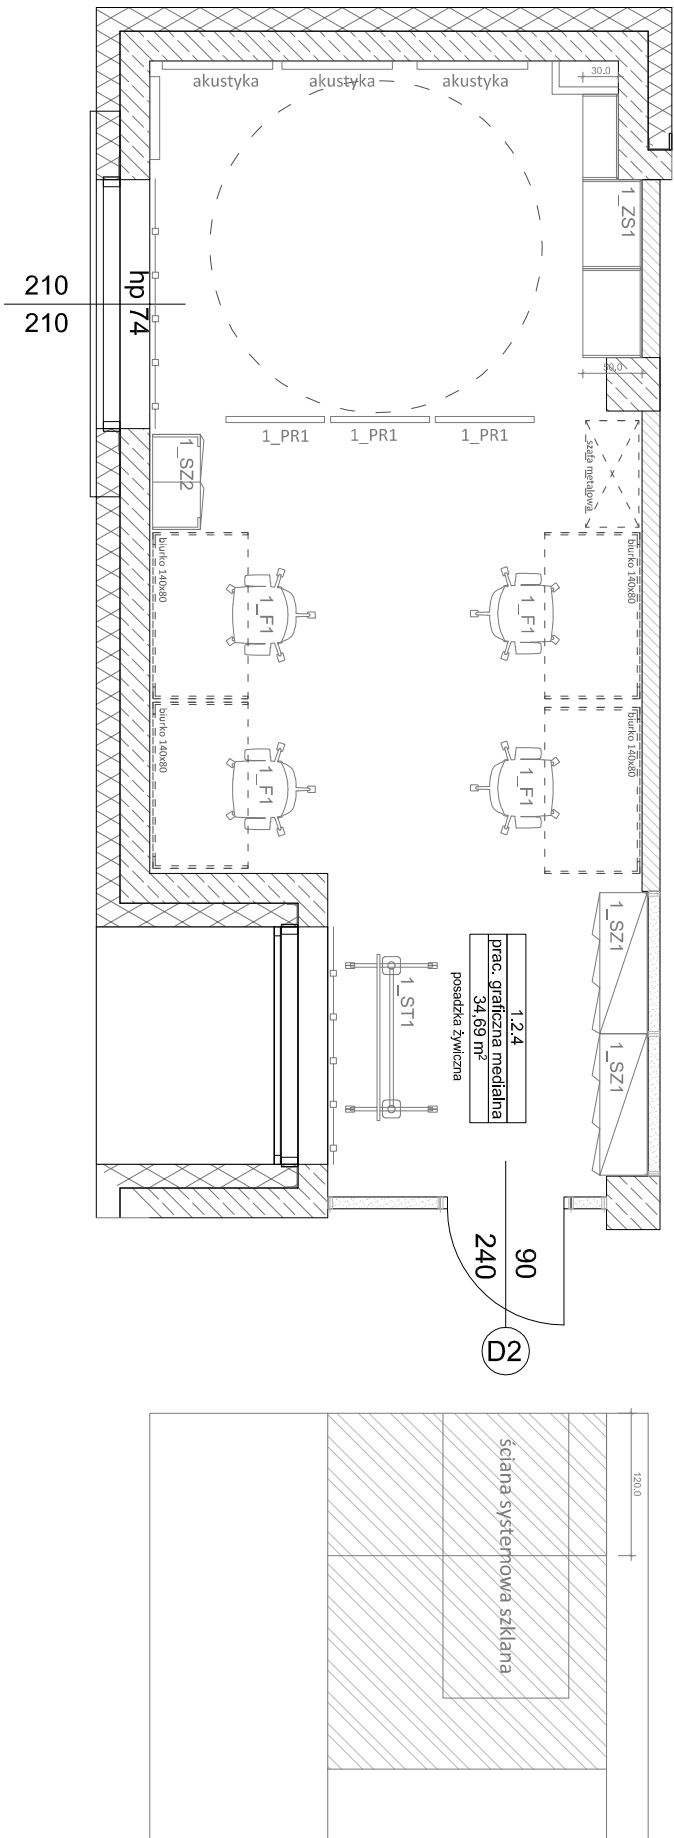 akustyka
akustyka
akustyka
30.0
1_ZS1
210
210
hp 74
50,0
1_PR1
1_PR1
1_PR1
1_SZ2
szafa metalowa
biurko 140x80
1_F1
1_F1
biurko 140x80
biurko 140x80
1_F1
1_F1
biurko 140x80
1_SZ1
1_ST1
1.2.4
prac. graficzna medialna
34,69 m²
posadzka żywiczna
1_SZ1
90
240
D2
ściana systemowa szklana
120.0